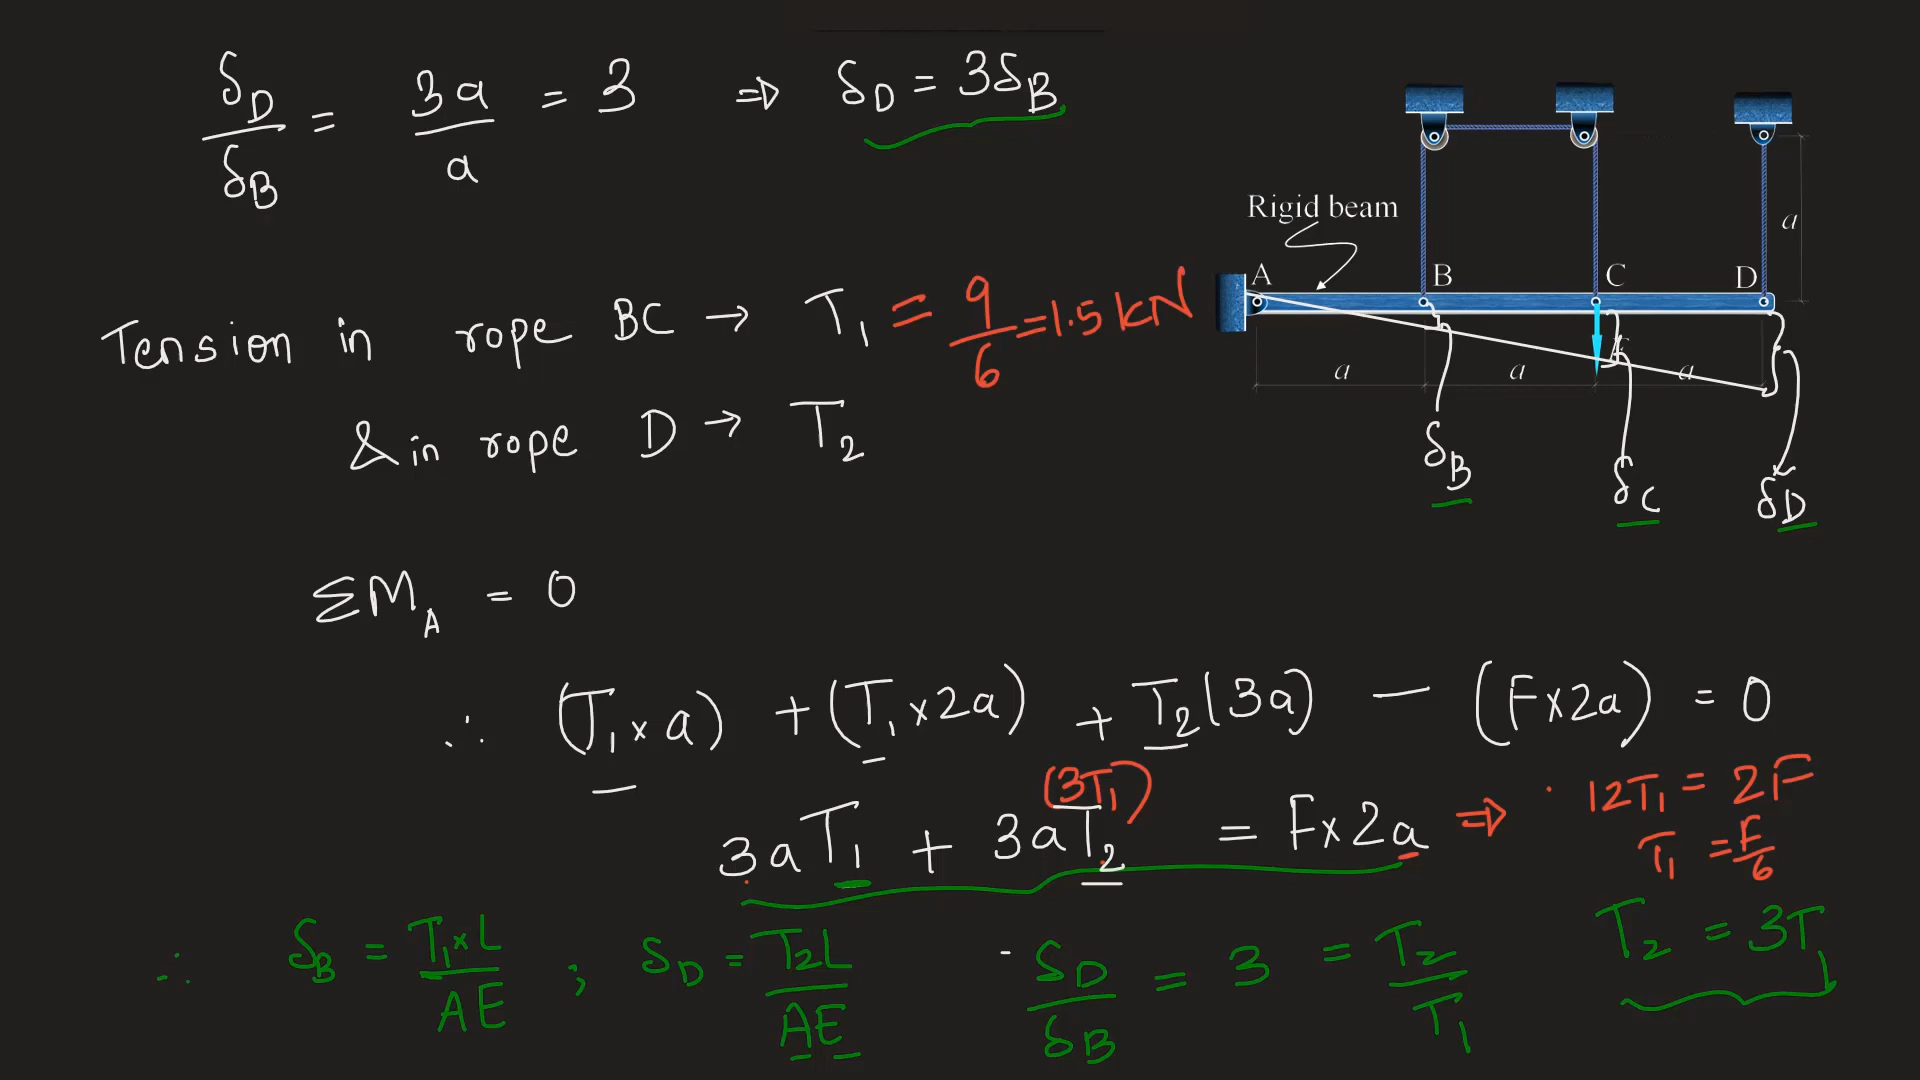 δD/δB = 3a/a = 3 ⇒ δD = 3δB
Rigid beam
A B C D
a
a a a
Tension in rope BC → T₁ = 9/6 = 1.5 kN
& in rope D → T₂
δB δC δD
ΣM_A = 0
∴ (T₁ × a) + (T₁ × 2a) + T₂(3a) − (F×2a) = 0
(3T₁)
3aT₁ + 3aT₂ = F×2a ⇒ 12T₁ = 2F
T₁ = F/6
∴ δB = T₁×L/AE ; δD = T₂L/AE δD/δB = 3 = T₂/T₁ T₂ = 3T₁